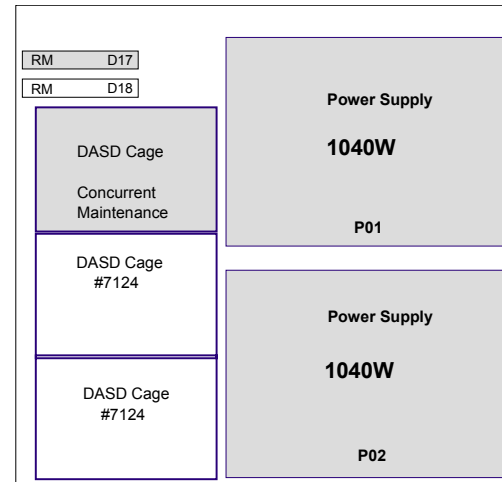 RM D17
RM D18
DASD Cage
Concurrent
Maintenance
DASD Cage
#7124
DASD Cage
#7124
Power Supply
1040W
P01
Power Supply
1040W
P02